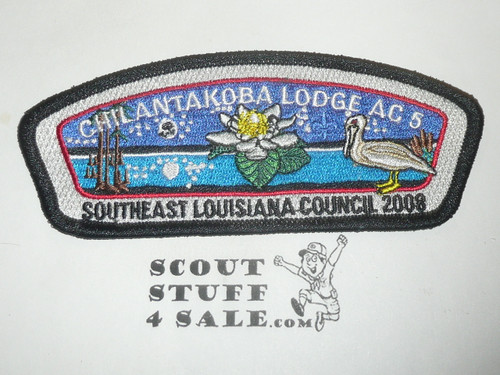 CHILANTAKOBA LODGE AC 5
SOUTHEAST LOUISIANA COUNCIL 2008
SCOUT
STUFF
4 SALE.COM